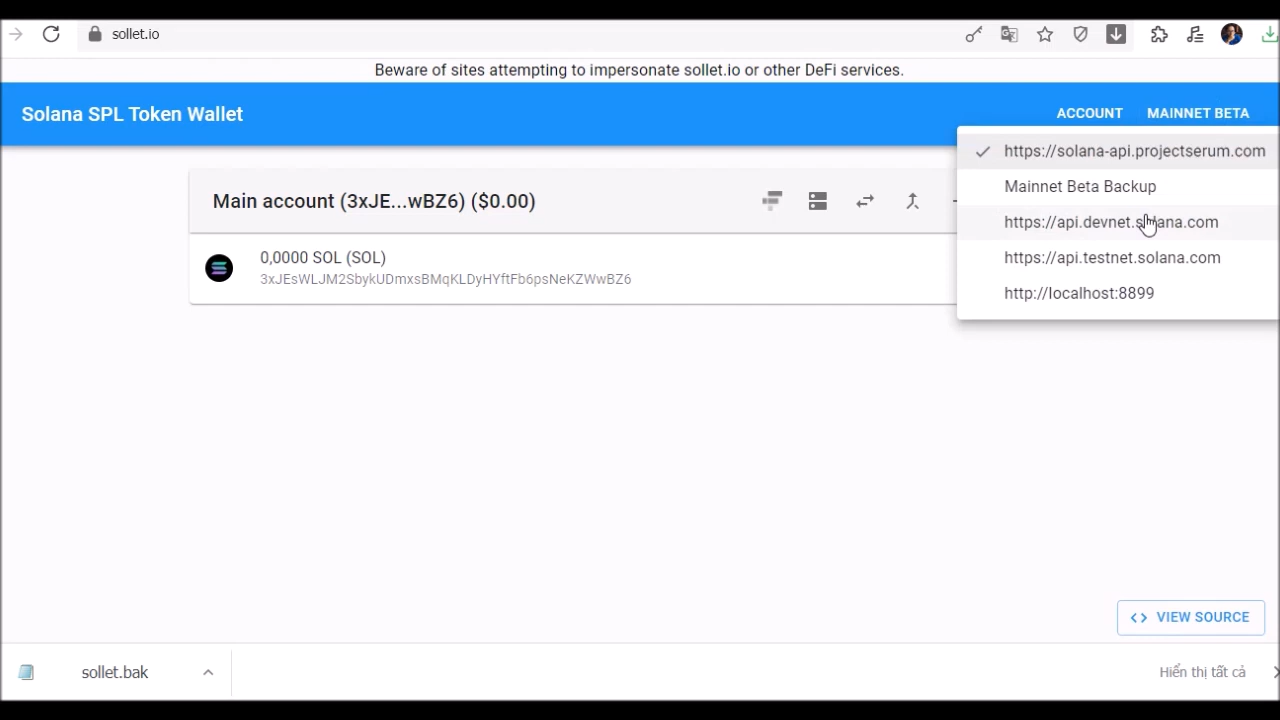 sollet.io
Beware of sites attempting to impersonate sollet.io or other DeFi services.
Solana SPL Token Wallet
ACCOUNT
MAINNET BETA
https://solana-api.projectserum.com
Mainnet Beta Backup
https://api.devnet.solana.com
https://api.testnet.solana.com
http://localhost:8899
Main account (3xJE...wBZ6) ($0.00)
0,0000 SOL (SOL)
3xJEsWLJM2SbykUDmxsBMqKLDyHYftFb6psNeKZWwBZ6
VIEW SOURCE
sollet.bak
Hiển thị tất cả